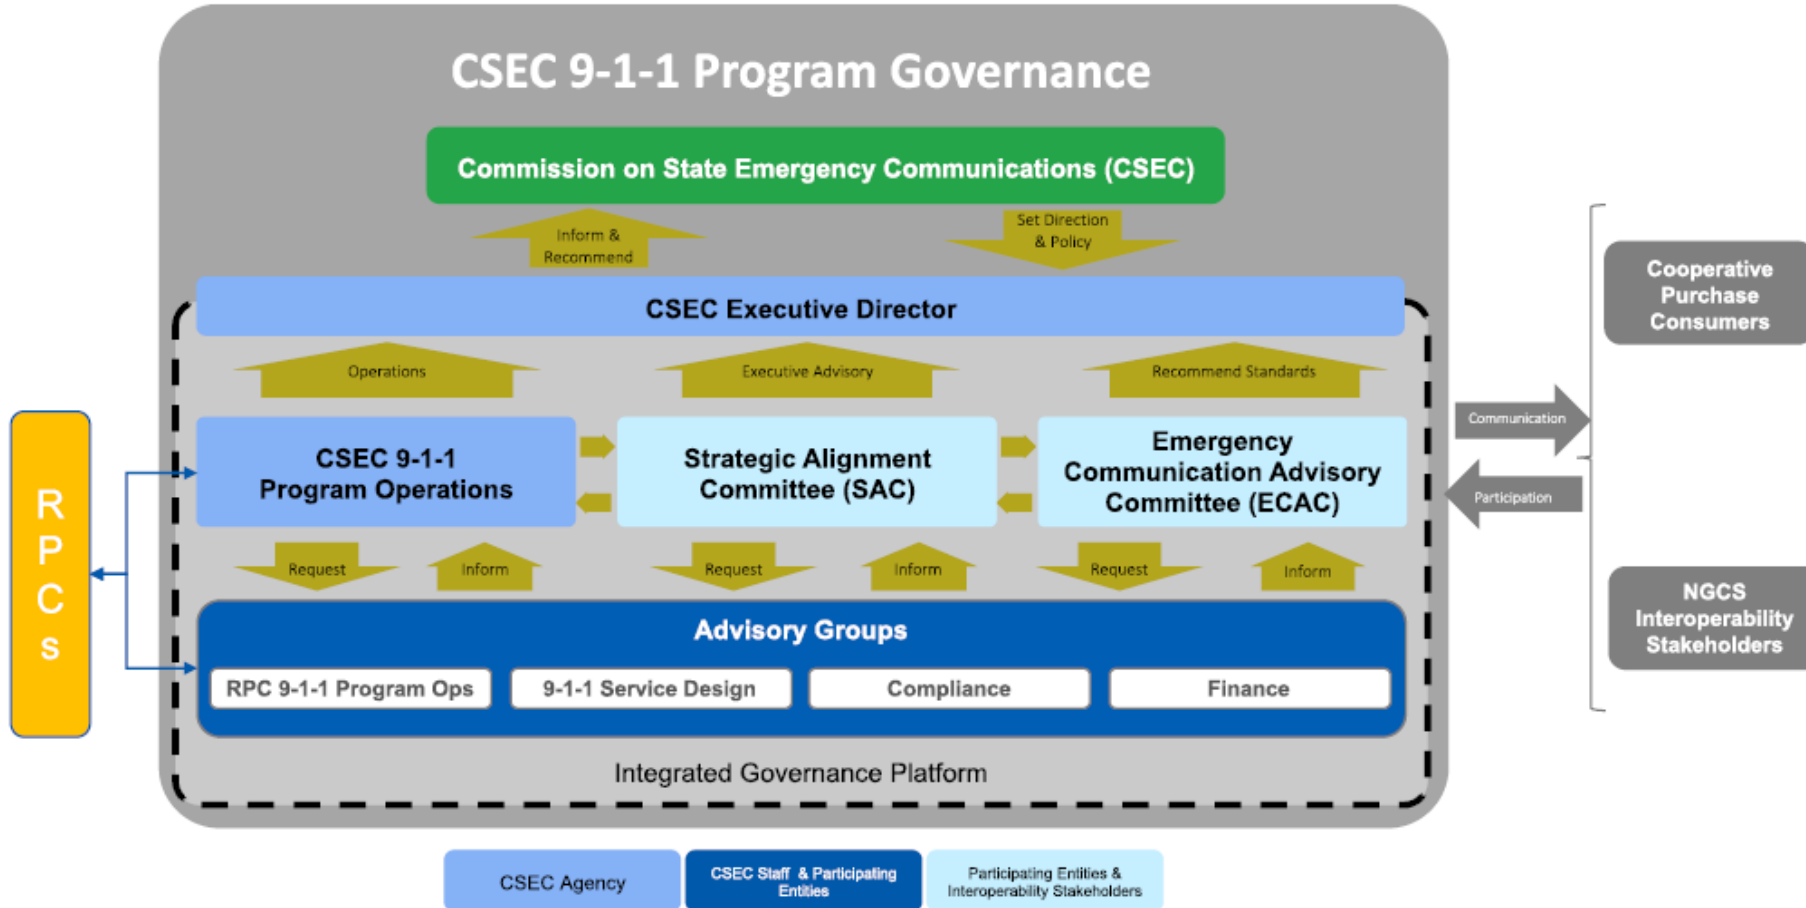 CSEC 9-1-1 Program Governance
Commission on State Emergency Communications (CSEC)
Inform &
Recommend
Set Direction
& Policy
CSEC Executive Director
Operations
Executive Advisory
Recommend Standards
CSEC 9-1-1
Program Operations
Strategic Alignment
Committee (SAC)
Emergency
Communication Advisory
Committee (ECAC)
Request
Inform
Request
Inform
Request
Inform
Advisory Groups
RPC 9-1-1 Program Ops
9-1-1 Service Design
Compliance
Finance
Integrated Governance Platform
R
P
C
s
Communication
Participation
Cooperative
Purchase
Consumers
NGCS
Interoperability
Stakeholders
CSEC Agency
CSEC Staff & Participating
Entities
Participating Entities &
Interoperability Stakeholders